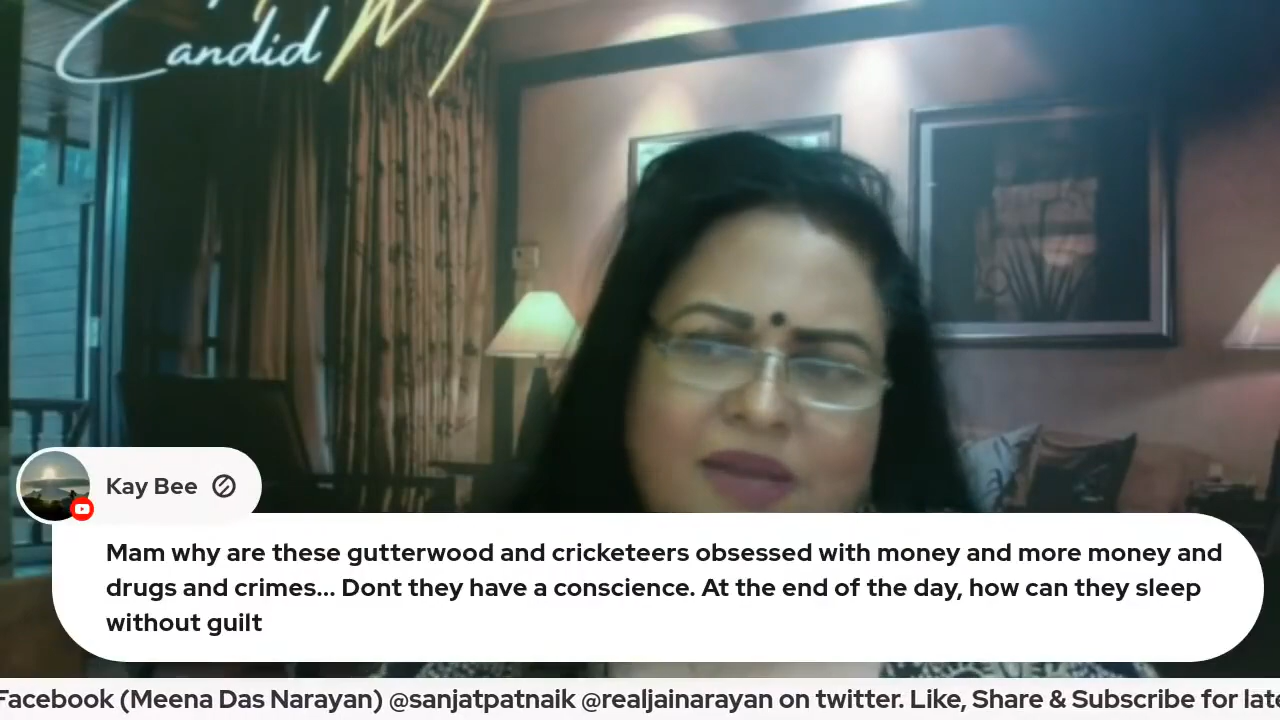 Candid M
Kay Bee
Mam why are these gutterwood and cricketeers obsessed with money and more money and
drugs and crimes... Dont they have a conscience. At the end of the day, how can they sleep
without guilt
Facebook (Meena Das Narayan) @sanjatpatnaik @realjainarayan on twitter. Like, Share & Subscribe for late